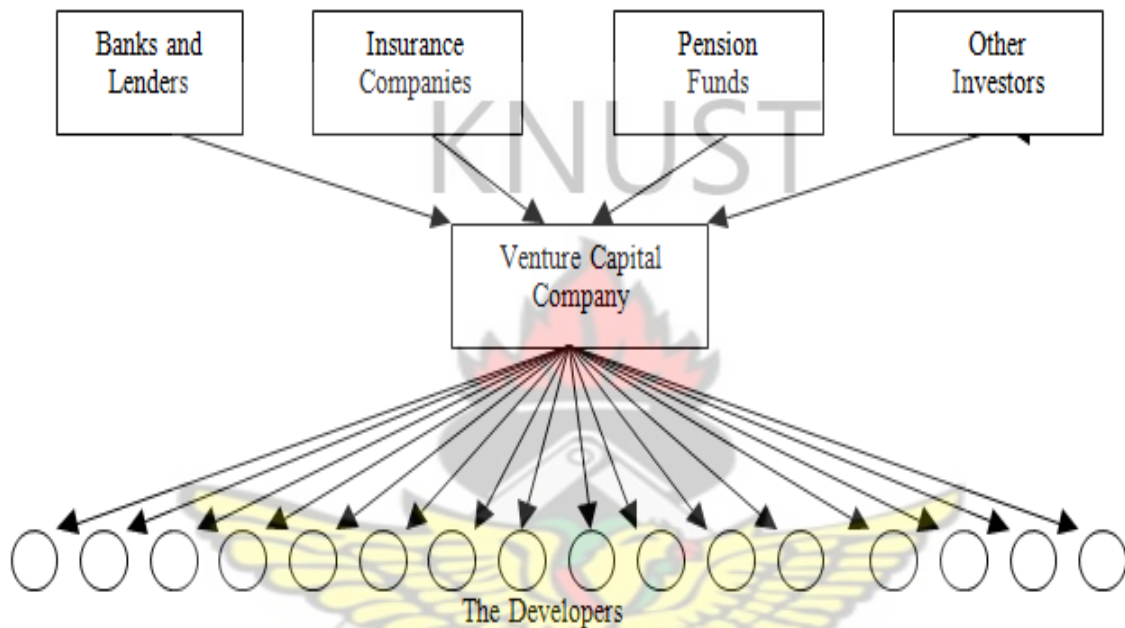 Banks and
Lenders
Insurance
Companies
Pension
Funds
Other
Investors
KNUST
Venture Capital
Company
The Developers